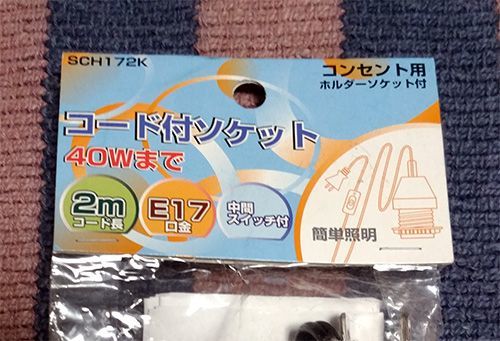 SCH172K
コンセント用
ホルダーソケット付
コード付ソケット
40Wまで
2m
コード長
E17
口金
中間
スイッチ付
簡単照明